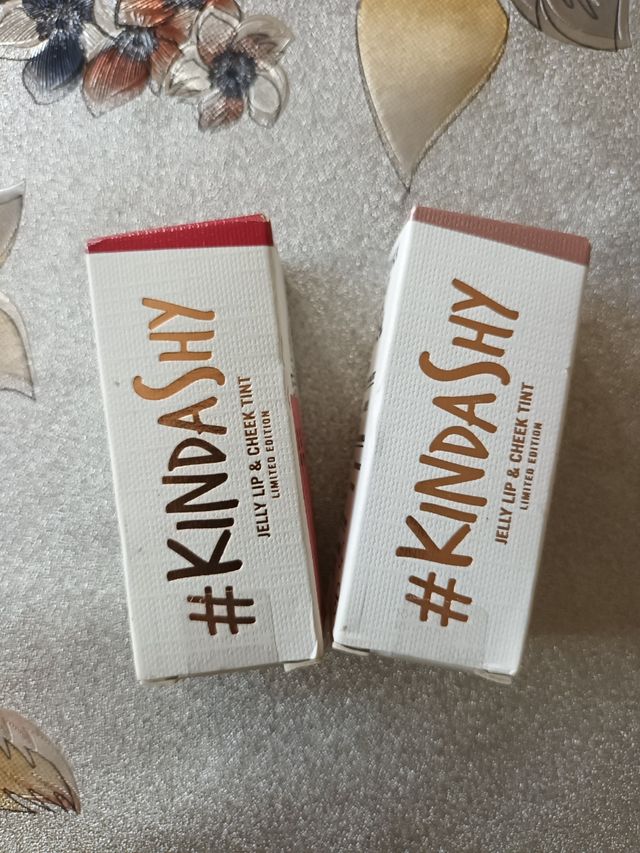 #KINDASHY
JELLY LIP & CHEEK TINT
LIMITED EDITION
#KINDASHY
JELLY LIP & CHEEK TINT
LIMITED EDITION